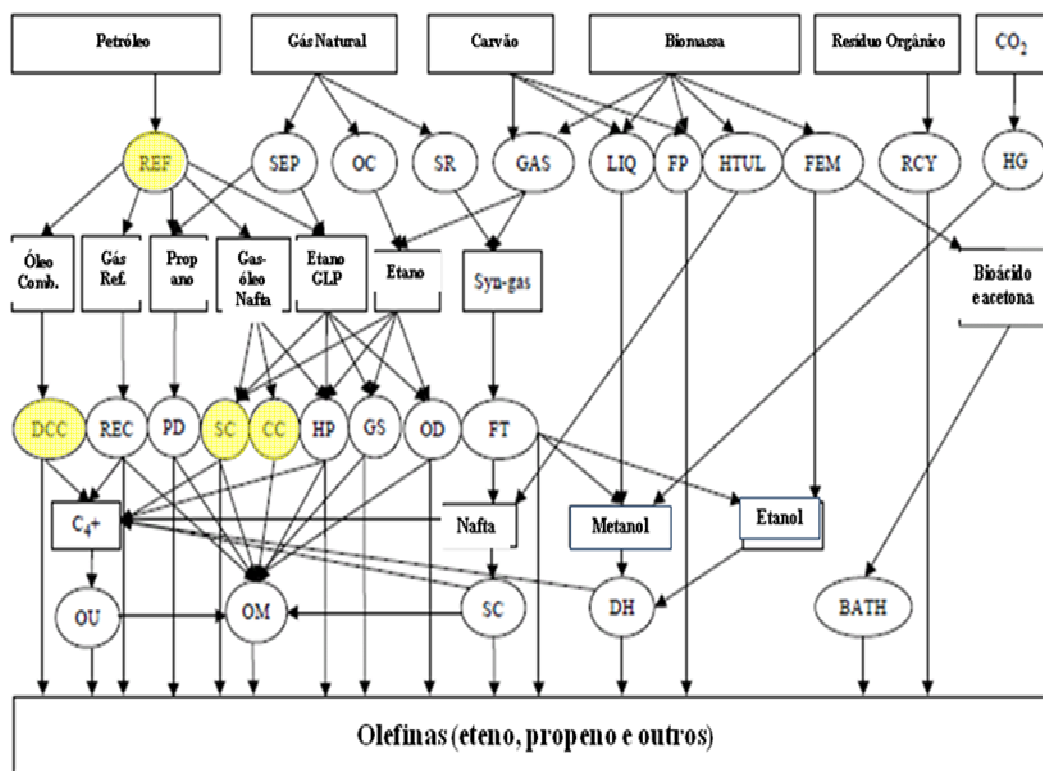 Petróleo
Gás Natural
Carvão
Biomassa
Resíduo Orgânico
CO₂
REF
SEP
OC
SR
GAS
LIQ
FP
HTUL
FEM
RCY
HG
Óleo
Comb.
Gás
Ref.
Prop
ano
Gas-
óleo
Nafta
Etano
GLP
Etano
Syn-gas
Bioácido
e acetona
DCC
REC
PD
SC
CC
HP
GS
OD
FT
C₄+
Nafta
Metanol
Etanol
OU
OM
SC
DH
BATH
Olefinas (eteno, propeno e outros)